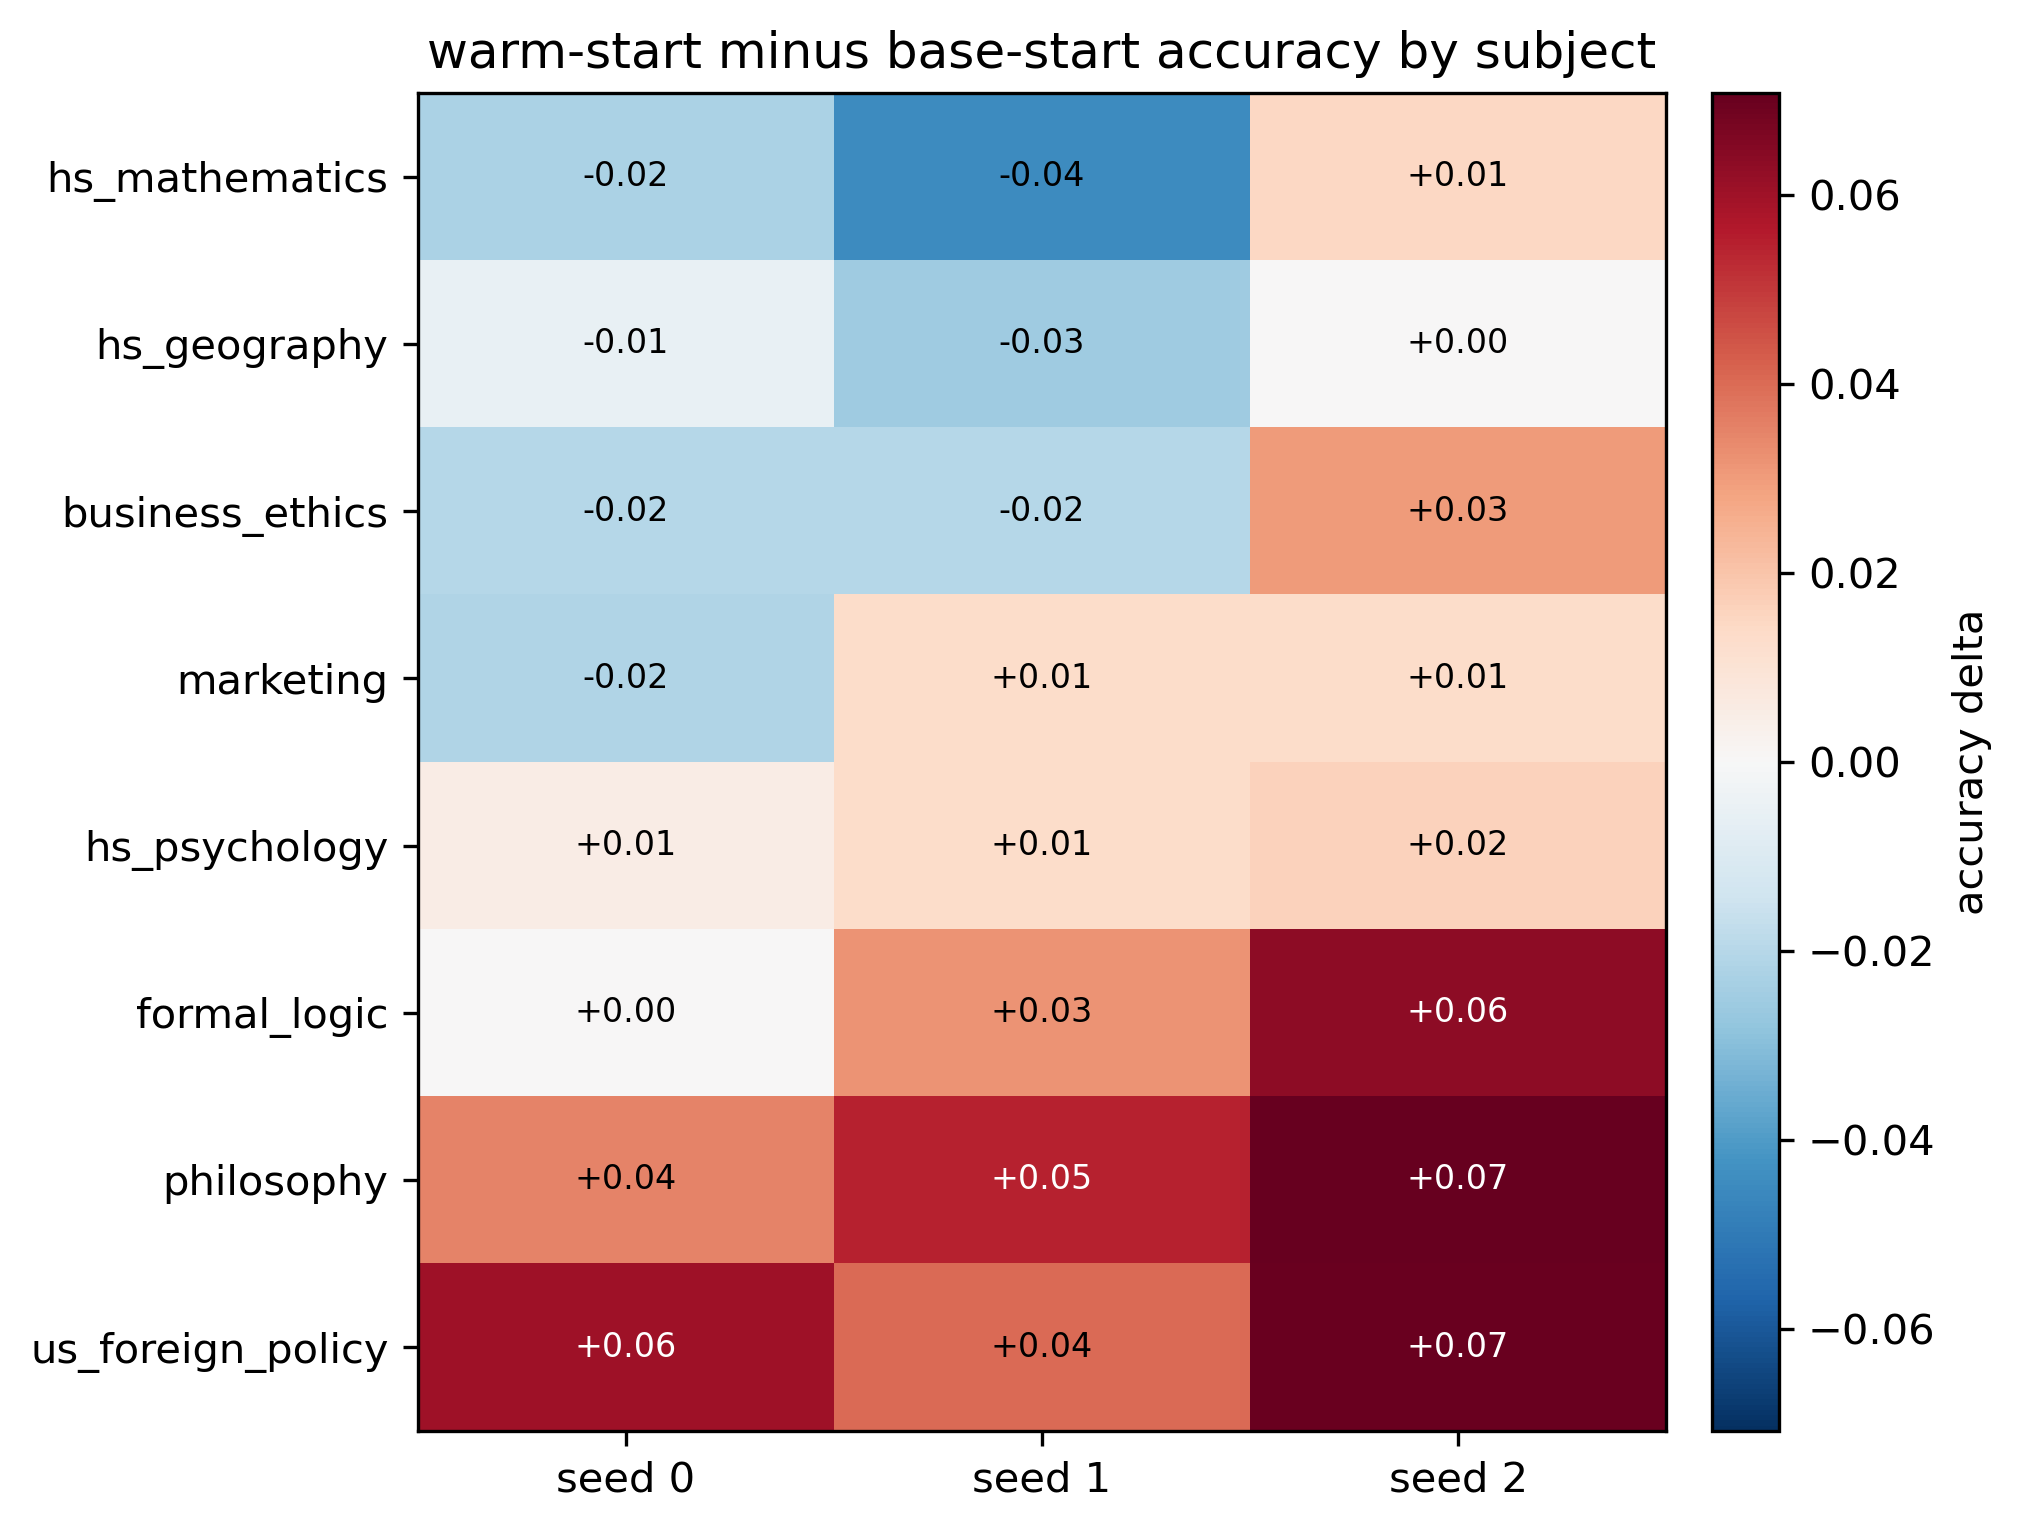 warm-start minus base-start accuracy by subject
hs_mathematics -0.02 -0.04 +0.01
hs_geography -0.01 -0.03 +0.00
business_ethics -0.02 -0.02 +0.03
marketing -0.02 +0.01 +0.01
hs_psychology +0.01 +0.01 +0.02
formal_logic +0.00 +0.03 +0.06
philosophy +0.04 +0.05 +0.07
us_foreign_policy +0.06 +0.04 +0.07
seed 0 seed 1 seed 2
0.06
0.04
0.02
0.00
−0.02
−0.04
−0.06
accuracy delta